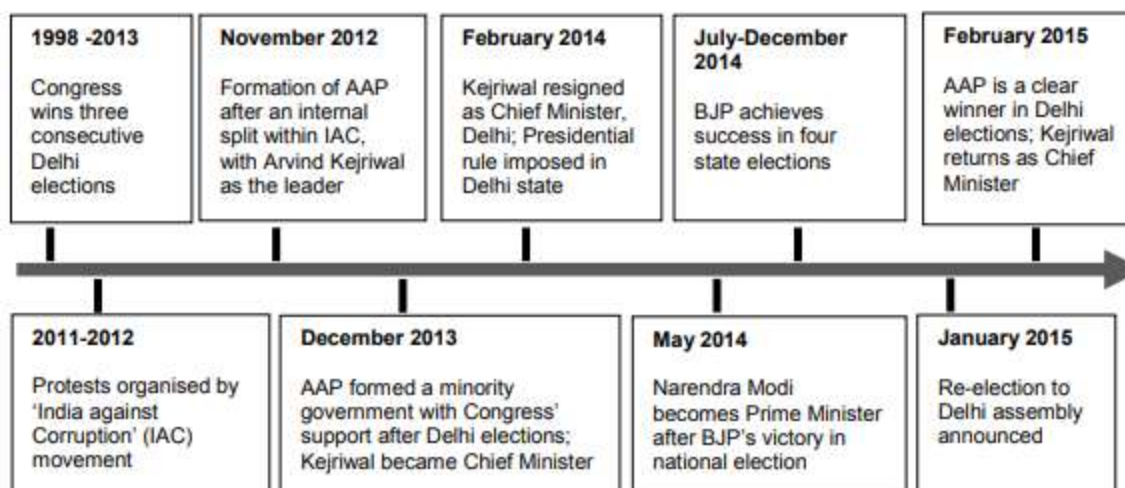 1998 -2013
Congress
wins three
consecutive
Delhi
elections
November 2012
Formation of AAP
after an internal
split within IAC,
with Arvind Kejriwal
as the leader
February 2014
Kejriwal resigned
as Chief Minister,
Delhi; Presidential
rule imposed in
Delhi state
July-December
2014
BJP achieves
success in four
state elections
February 2015
AAP is a clear
winner in Delhi
elections; Kejriwal
returns as Chief
Minister
2011-2012
Protests organised by
‘India against
Corruption’ (IAC)
movement
December 2013
AAP formed a minority
government with Congress’
support after Delhi elections;
Kejriwal became Chief Minister
May 2014
Narendra Modi
becomes Prime Minister
after BJP’s victory in
national election
January 2015
Re-election to
Delhi assembly
announced